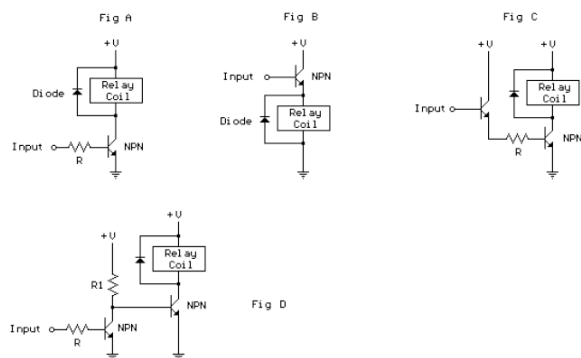 Fig A
+V
Diode
Relay
Coil
Input
R
NPN
Fig B
+V
Input
NPN
Diode
Relay
Coil
Fig C
+V
+V
Input
Relay
Coil
R
NPN
Fig D
+V
+V
R1
Relay
Coil
NPN
Input
R
NPN